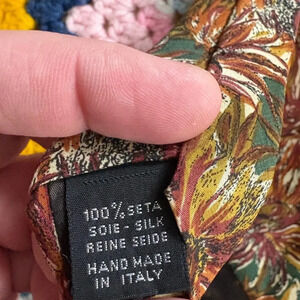 100% SETA
SOIE - SILK
REINE SEIDE
HAND MADE
IN ITALY